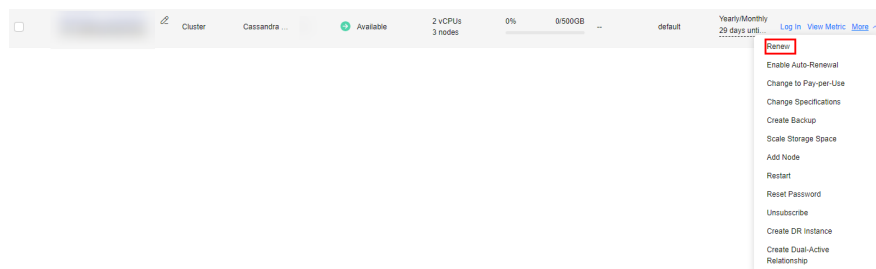 Cluster
Cassandra ...
Available
2 vCPUs
3 nodes
0%
0/500GB
--
default
Yearly/Monthly
29 days unti...
Log In View Metric More
Renew
Enable Auto-Renewal
Change to Pay-per-Use
Change Specifications
Create Backup
Scale Storage Space
Add Node
Restart
Reset Password
Unsubscribe
Create DR Instance
Create Dual-Active
Relationship